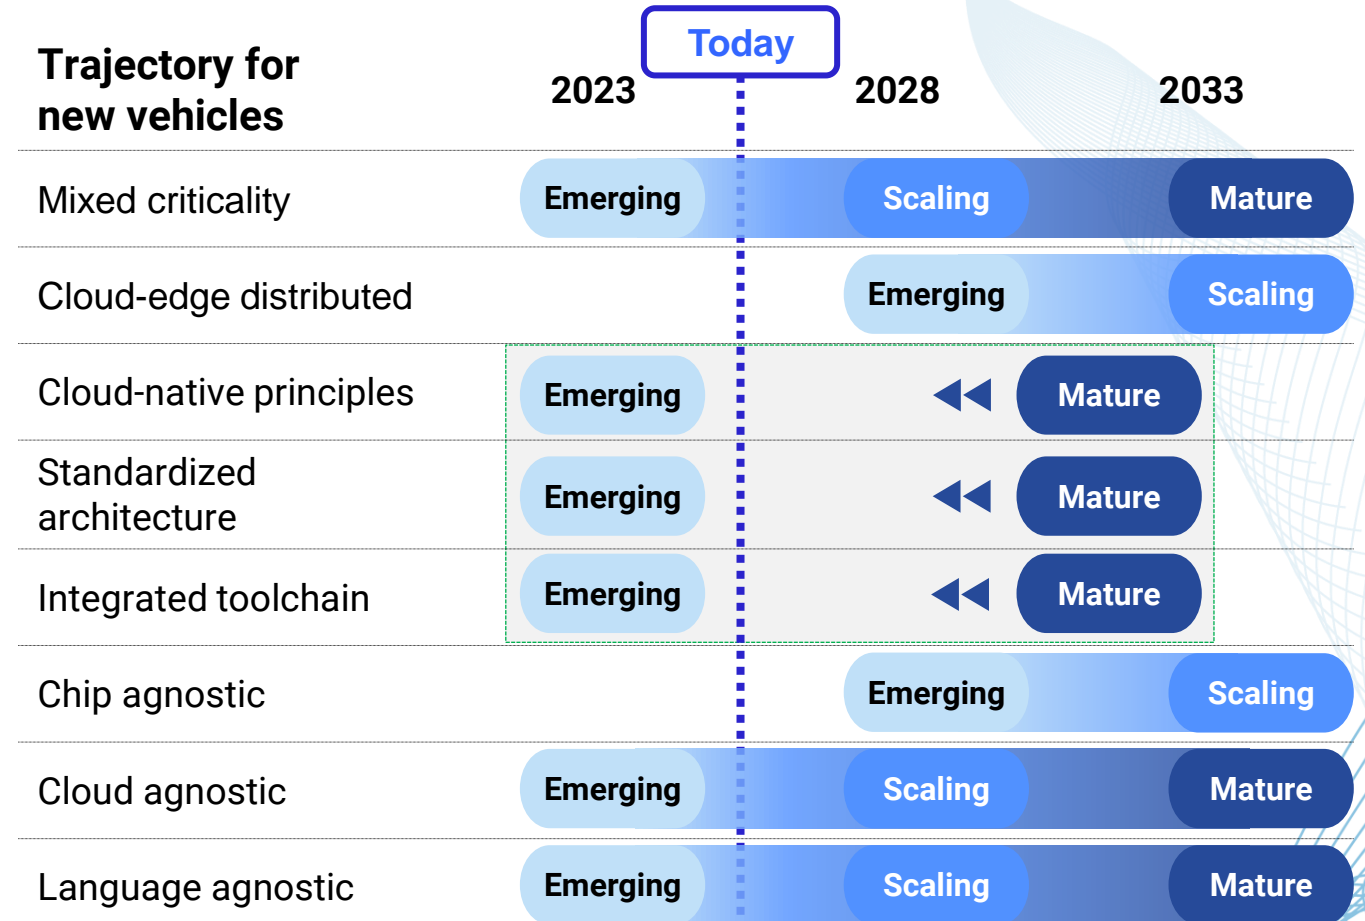 Today
Trajectory for
new vehicles
2023 2028 2033
Mixed criticality Emerging Scaling Mature
Cloud-edge distributed Emerging Scaling
Cloud-native principles Emerging Mature
Standardized
architecture Emerging Mature
Integrated toolchain Emerging Mature
Chip agnostic Emerging Scaling
Cloud agnostic Emerging Scaling Mature
Language agnostic Emerging Scaling Mature